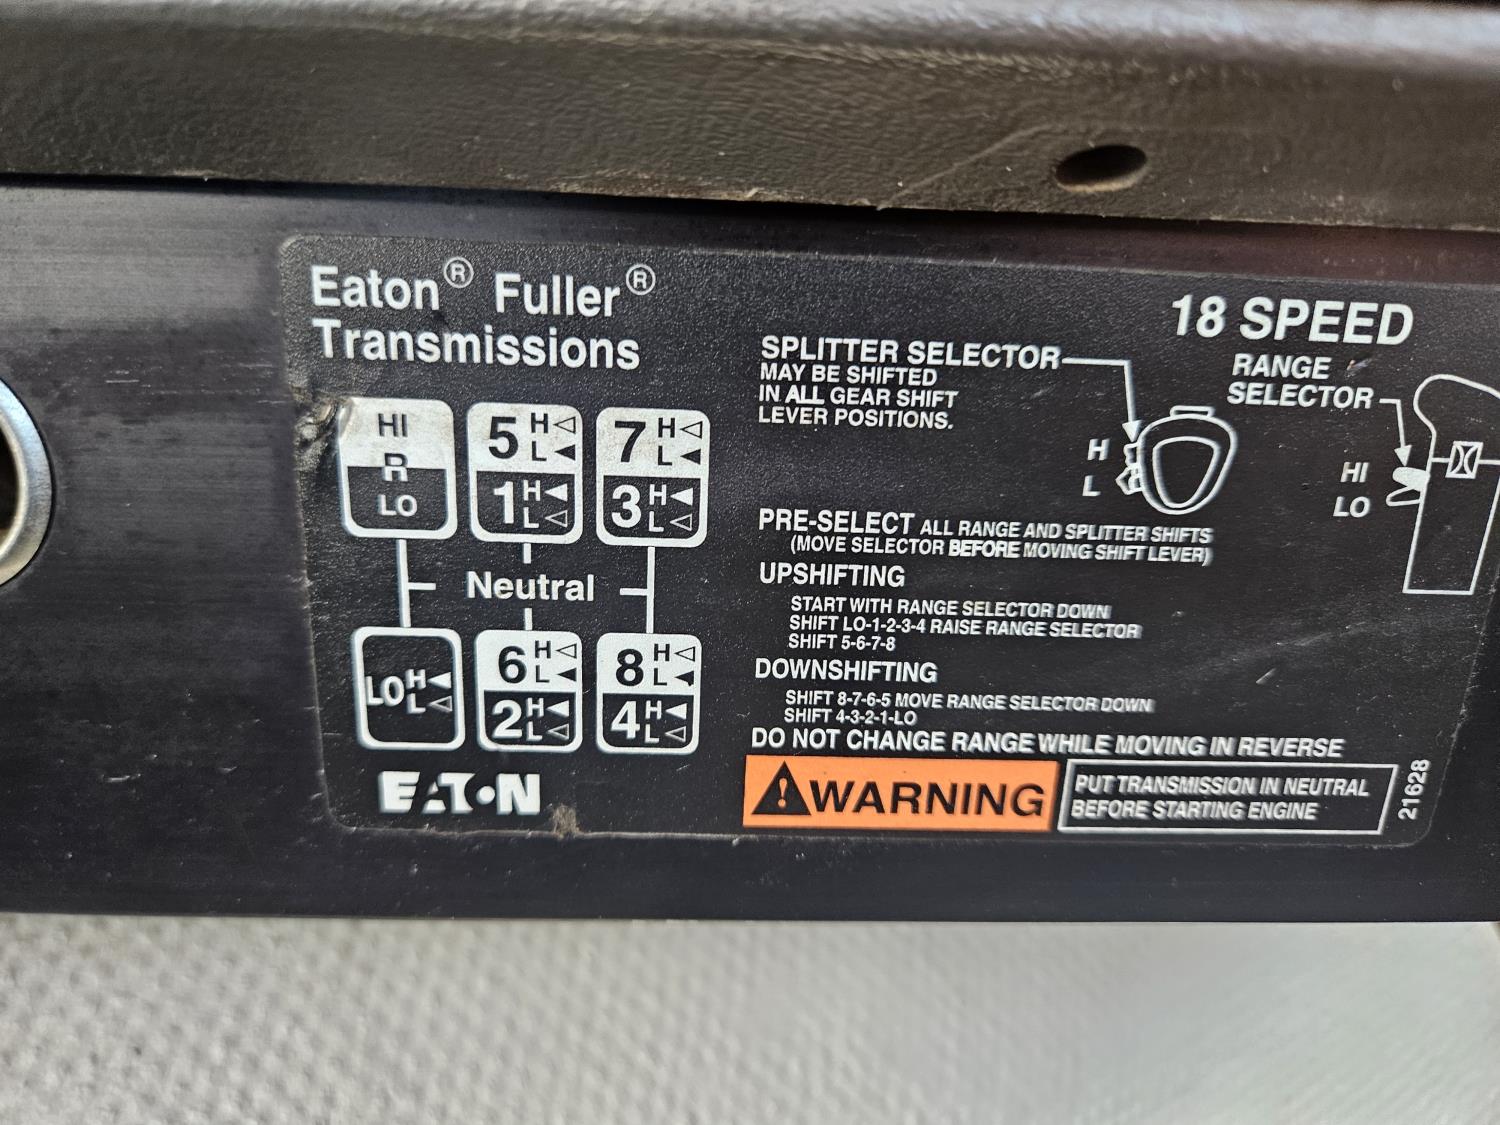 Eaton® Fuller®
Transmissions
HI
R
LO
5 H
L
1 H
L
7 H
L
3 H
L
Neutral
LO H
L
6 H
L
2 H
L
8 H
L
4 H
L
EATON
18 SPEED
SPLITTER SELECTOR
MAY BE SHIFTED
IN ALL GEAR SHIFT
LEVER POSITIONS.
H
L
RANGE
SELECTOR
HI
LO
PRE-SELECT ALL RANGE AND SPLITTER SHIFTS
(MOVE SELECTOR BEFORE MOVING SHIFT LEVER)
UPSHIFTING
START WITH RANGE SELECTOR DOWN
SHIFT LO-1-2-3-4 RAISE RANGE SELECTOR
SHIFT 5-6-7-8
DOWNSHIFTING
SHIFT 8-7-6-5 MOVE RANGE SELECTOR DOWN
SHIFT 4-3-2-1-LO
DO NOT CHANGE RANGE WHILE MOVING IN REVERSE
WARNING
PUT TRANSMISSION IN NEUTRAL
BEFORE STARTING ENGINE
21628